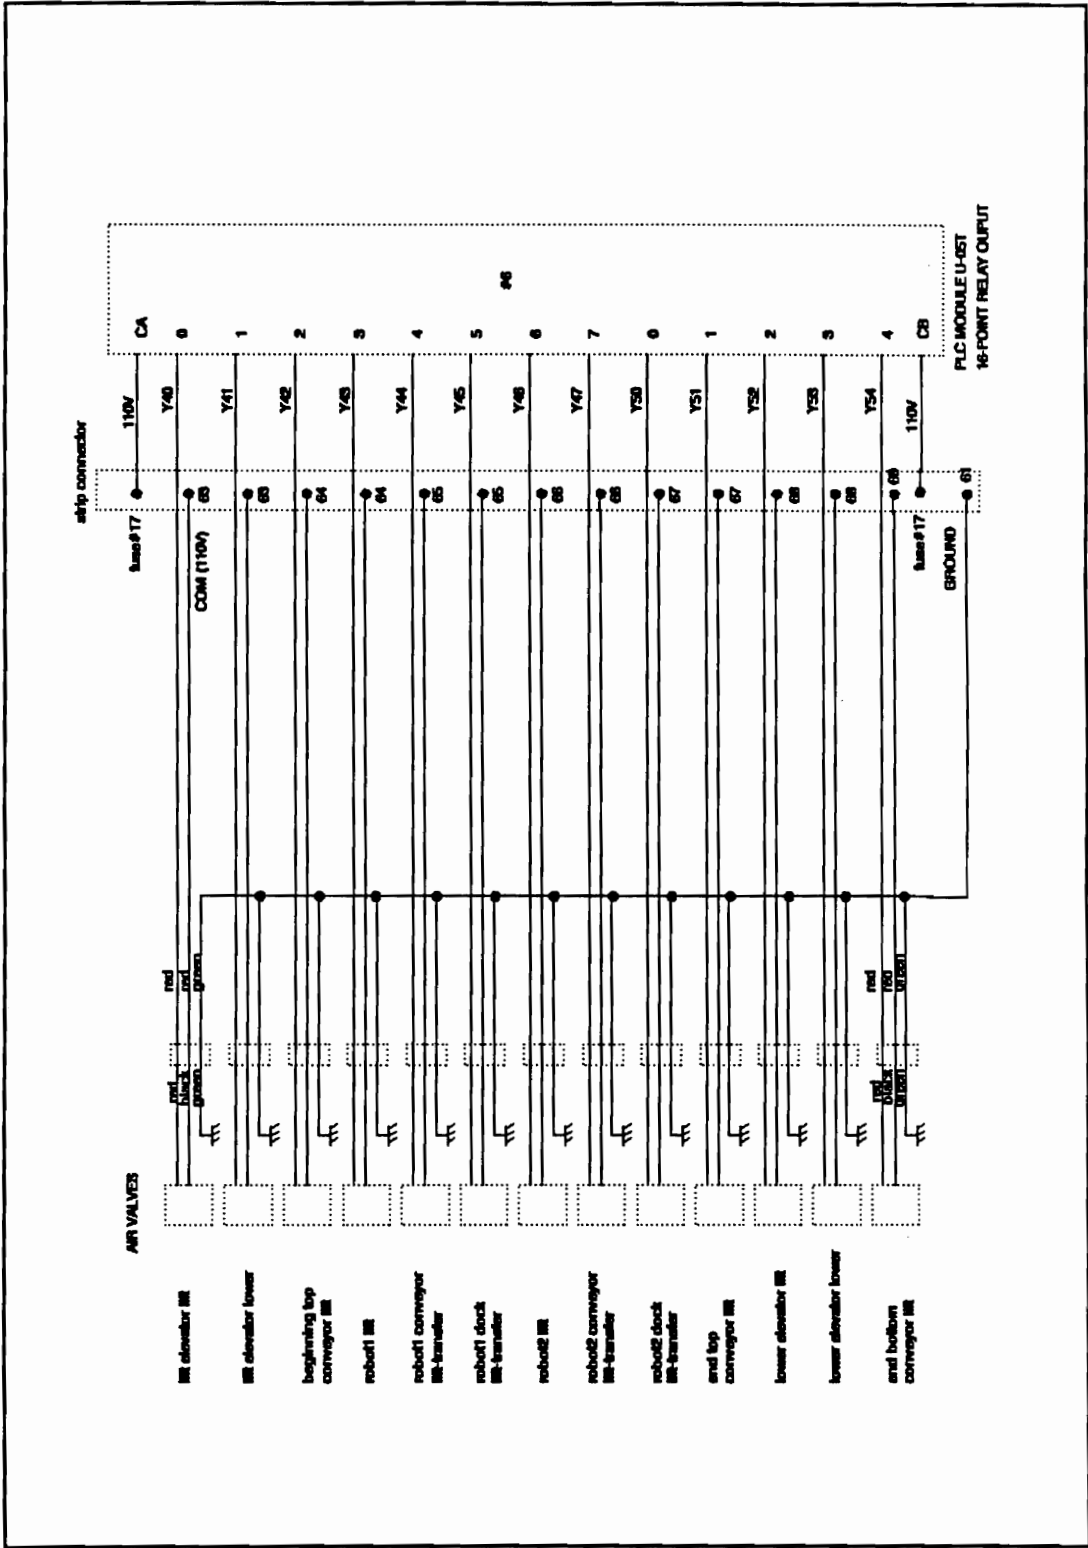 strip connector
AIR VALVES
fuse#17
110V
CA
lift elevator lift
red
black
green
red
red
green
COM (110V)
63
Y40
0
lift elevator lower
63
Y41
1
beginning top
conveyor lift
64
Y42
2
robot1 lift
64
Y43
3
robot1 conveyor
lift-transfer
65
Y44
4
robot1 dock
lift-transfer
65
Y45
5
robot2 lift
66
Y46
6
robot2 conveyor
lift-transfer
66
Y47
7
robot2 dock
lift-transfer
67
Y50
0
end top
conveyor lift
67
Y51
1
lower elevator lift
68
Y52
2
lower elevator lower
68
Y53
3
end bottom
conveyor lift
red
black
green
red
red
green
69
Y54
4
fuse#17
110V
CB
GROUND
61
#6
PLC MODULE U-05T
16-POINT RELAY OUPUT